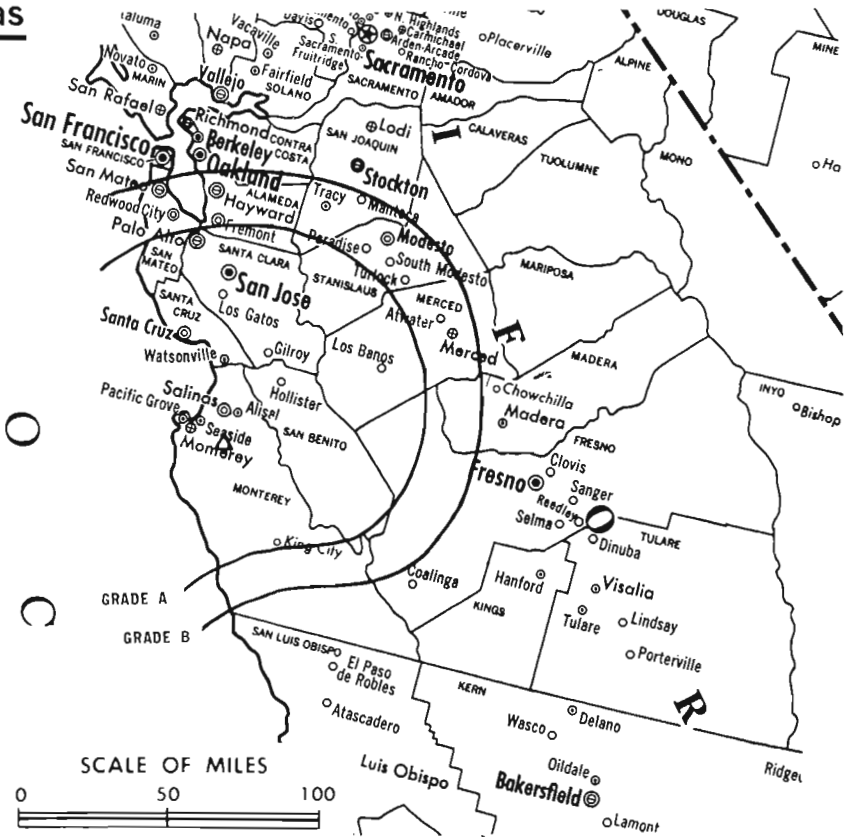 as
Napa
Vacaville
N. Highlands
Carmichael
Arden-Arcade
Rancho-Cordova
S. Sacramento-
Fruitridge
Placerville
DOUGLAS
MINE
ALPINE
Novato
MARIN
Fairfield
SOLANO
Vallejo
Sacramento
SACRAMENTO
AMADOR
San Rafael
San Francisco
SAN FRANCISCO
Richmond
CONTRA
COSTA
Berkeley
Oakland
Lodi
SAN JOAQUIN
CALAVERAS
I
TUOLUMNE
MONO
Ha
Stockton
San Mateo
ALAMEDA
Hayward
Tracy
Manteca
Redwood City
Fremont
Palo Alto
Paradise
Modesto
South Modesto
Turlock
SANTA CLARA
STANISLAUS
SAN
MATEO
San Jose
MARIPOSA
MERCED
Atwater
Merced
F
SANTA
CRUZ
Los Gatos
Santa Cruz
Watsonville
Gilroy
Los Banos
MADERA
Hollister
Chowchilla
Madera
INYO
Bishop
Salinas
Alisal
Pacific Grove
Seaside
Monterey
SAN BENITO
O
FRESNO
Clovis
Fresno
Sanger
Reedley
Selma
O
Dinuba
MONTEREY
King City
TULARE
Coalinga
Hanford
Visalia
KINGS
Tulare
Lindsay
Porterville
GRADE A
GRADE B
C
SAN LUIS OBISPO
El Paso
de Robles
KERN
Atascadero
Delano
Wasco
R
Luis Obispo
Oildale
Bakersfield
Lamont
SCALE OF MILES
0 50 100